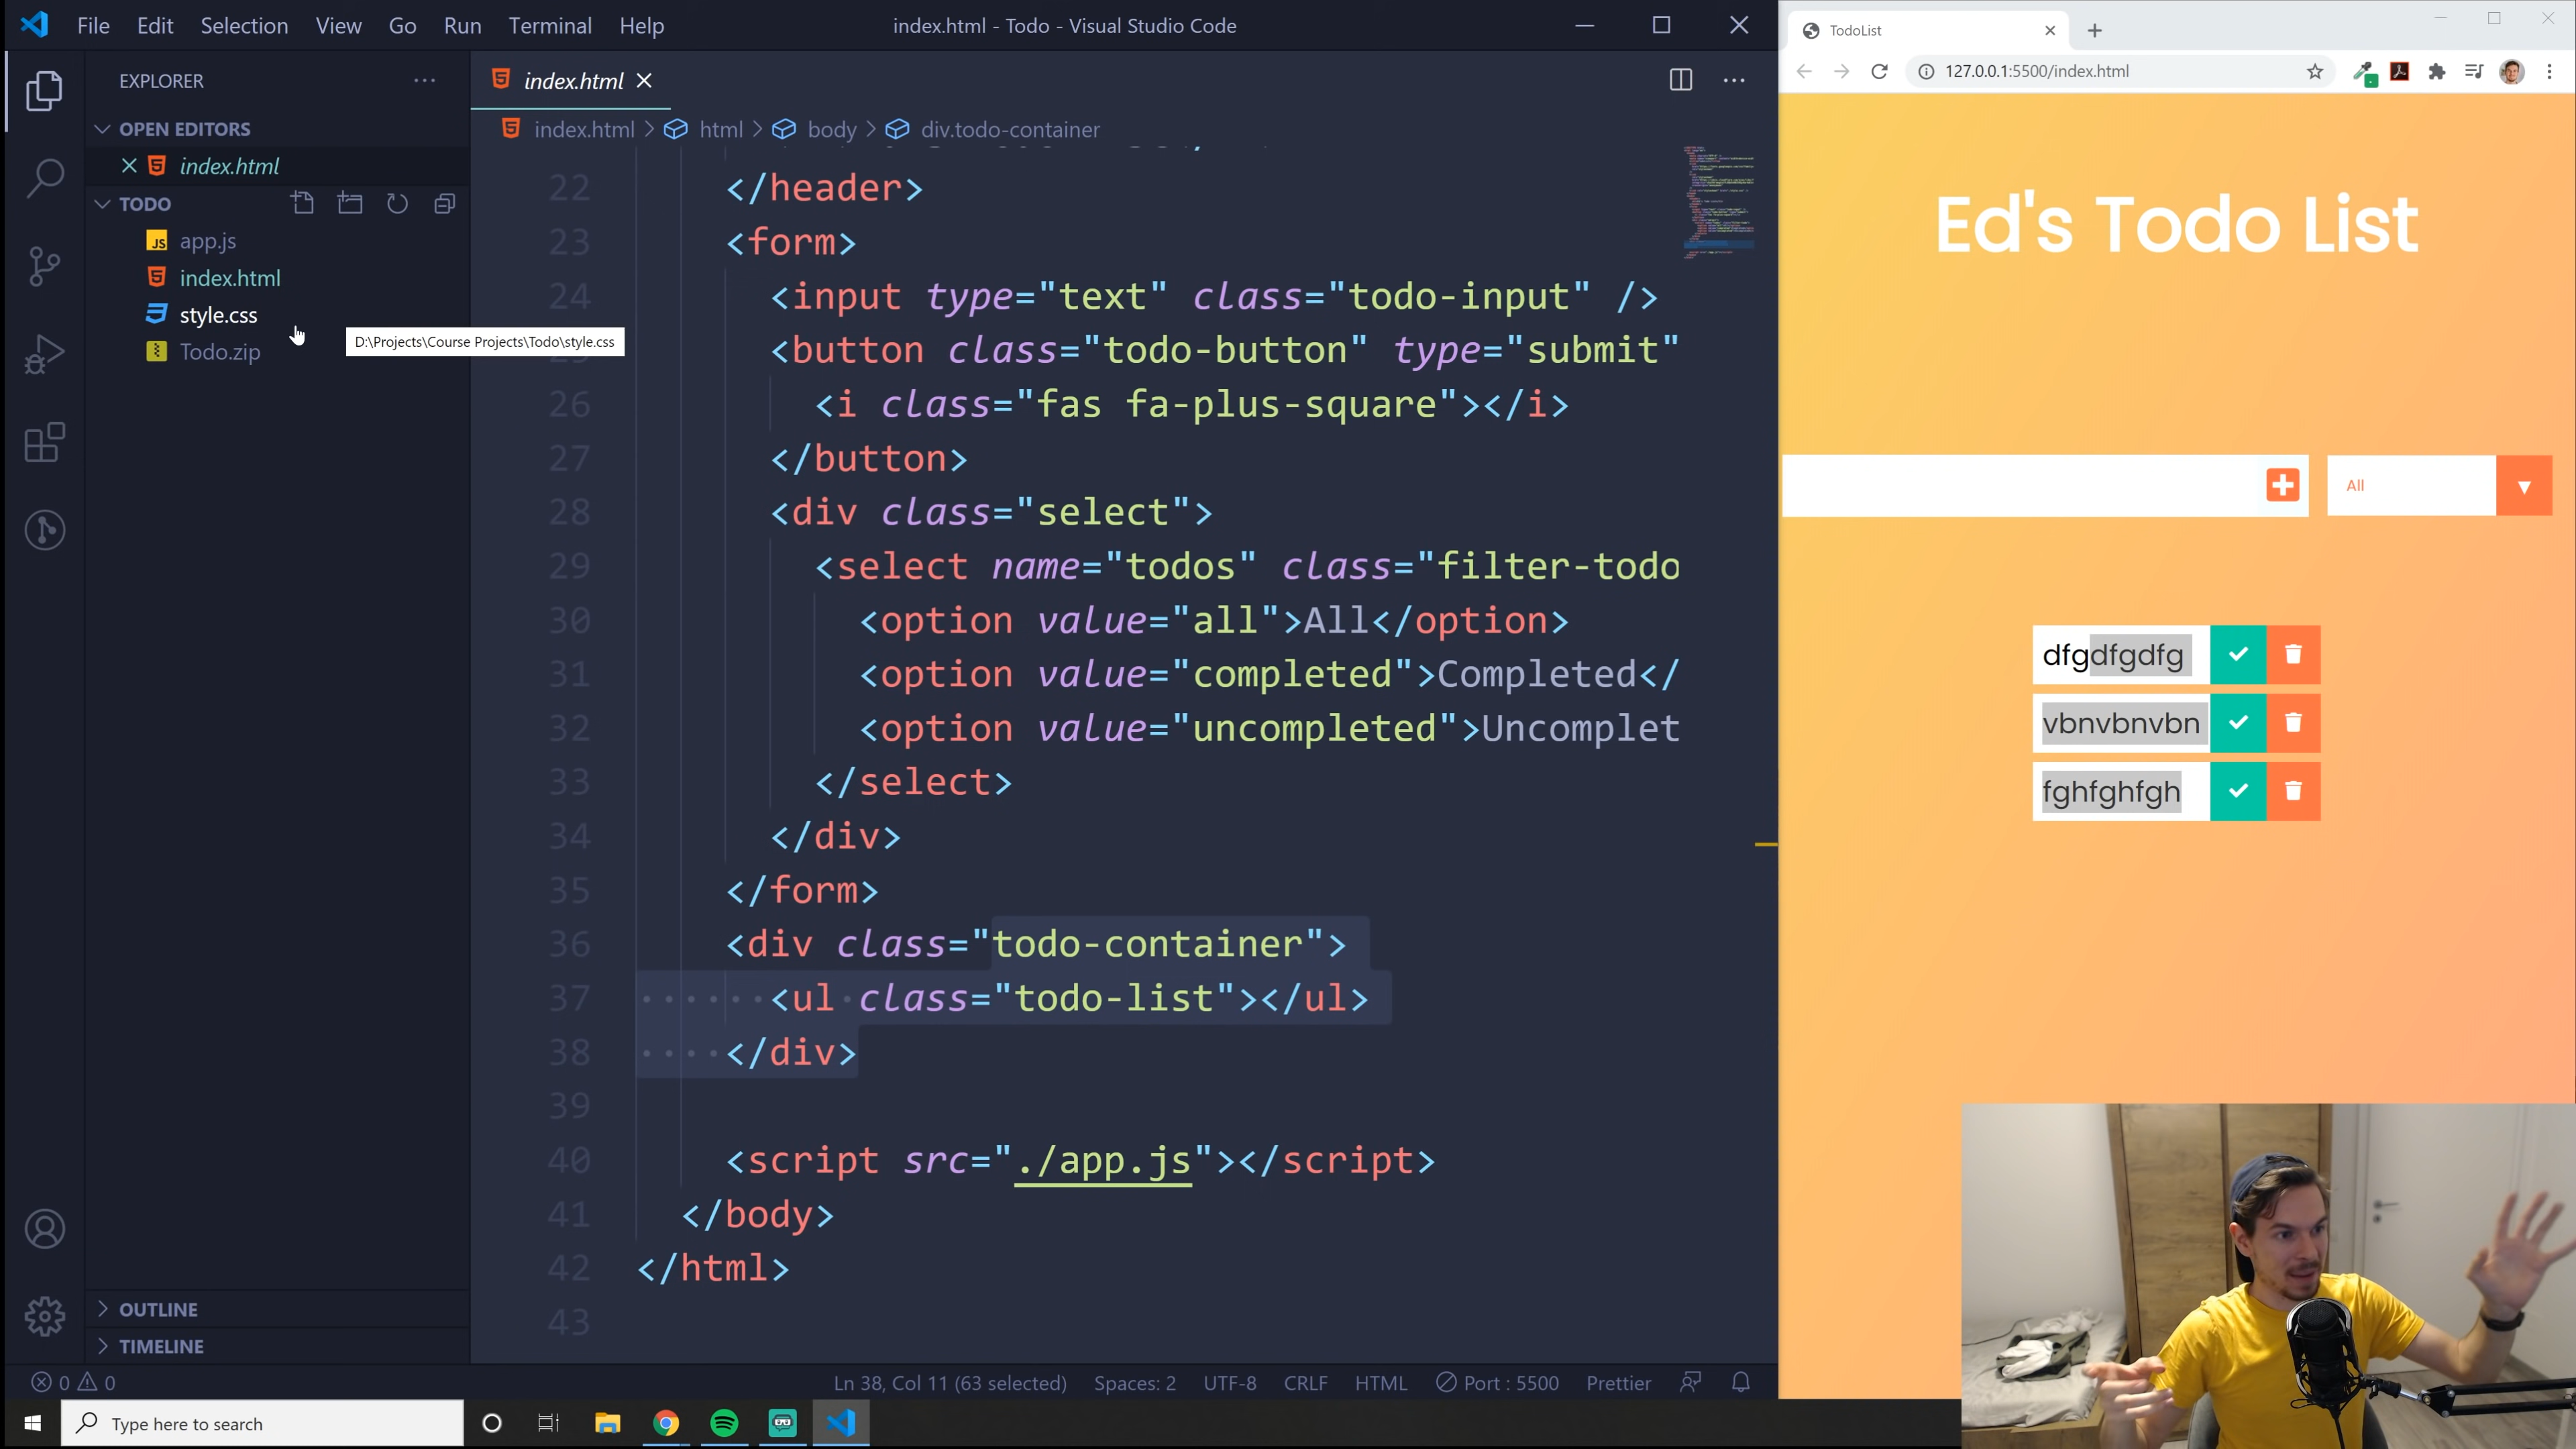 File Edit Selection View Go Run Terminal Help
index.html - Todo - Visual Studio Code
EXPLORER
OPEN EDITORS
index.html
TODO
app.js
index.html
style.css
Todo.zip
D:\Projects\Course Projects\Todo\style.css
OUTLINE
TIMELINE
index.html
index.html > html > body > div.todo-container
22 </header>
23 <form>
24 <input type="text" class="todo-input" />
<button class="todo-button" type="submit"
26 <i class="fas fa-plus-square"></i>
27 </button>
28 <div class="select">
29 <select name="todos" class="filter-todo
30 <option value="all">All</option>
31 <option value="completed">Completed</
32 <option value="uncompleted">Uncomplet
33 </select>
34 </div>
35 </form>
36 <div class="todo-container">
37 <ul class="todo-list"></ul>
38 </div>
39
40 <script src="./app.js"></script>
41 </body>
42 </html>
43
0 0
Ln 38, Col 11 (63 selected) Spaces: 2 UTF-8 CRLF HTML Port : 5500 Prettier
Type here to search
TodoList
127.0.0.1:5500/index.html
Ed's Todo List
All
dfgdfgdfg
vbnvbnvbn
fghfghfgh